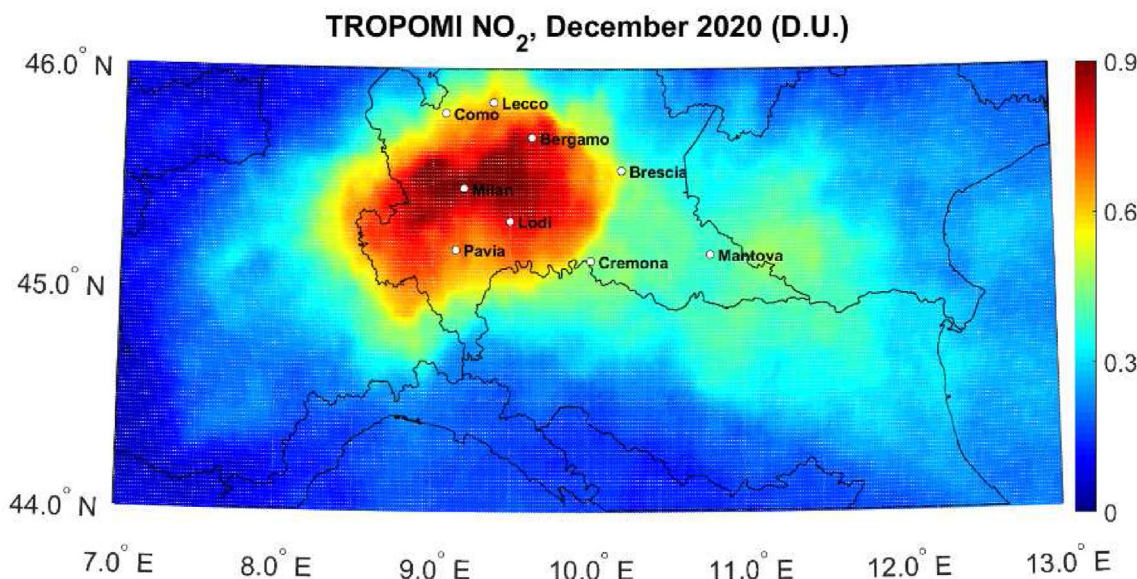 TROPOMI NO₂, December 2020 (D.U.)
46.0° N
0.9
Lecco
Como
Bergamo
Brescia
Milan
0.6
Lodi
Pavia
Mantova
Cremona
45.0° N
0.3
44.0° N
0
7.0° E 8.0° E 9.0° E 10.0° E 11.0° E 12.0° E 13.0° E